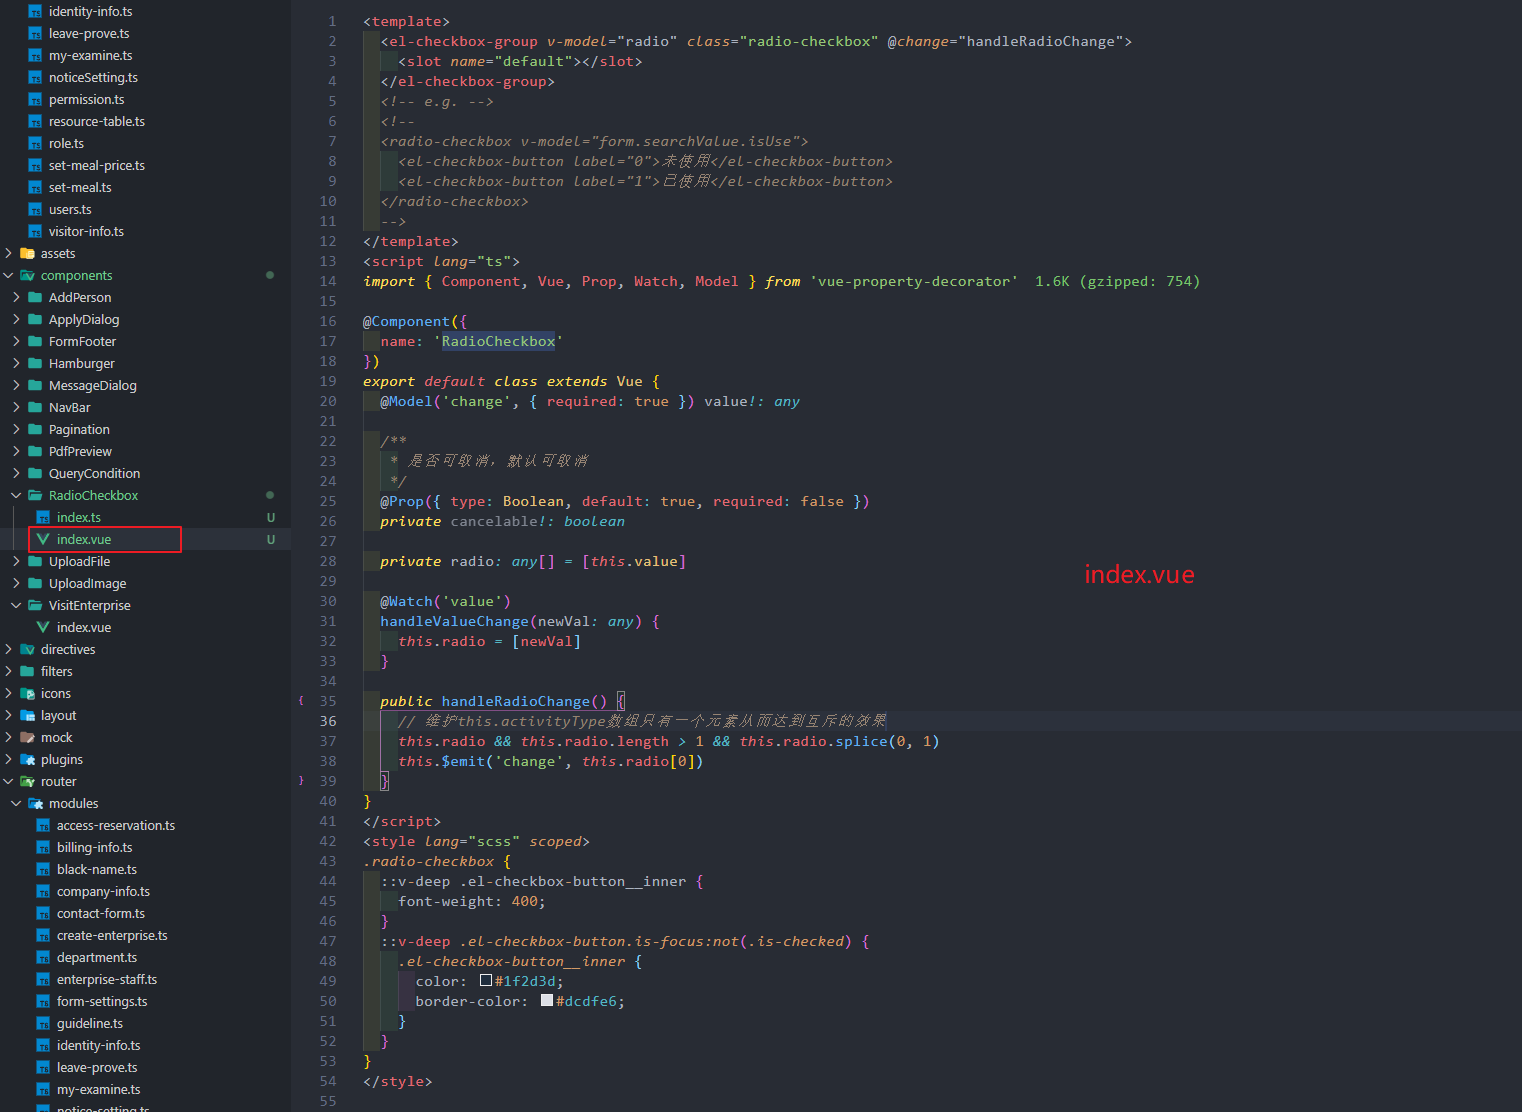 identity-info.ts
leave-prove.ts
my-examine.ts
noticeSetting.ts
permission.ts
resource-table.ts
role.ts
set-meal-price.ts
set-meal.ts
users.ts
visitor-info.ts
assets
components
AddPerson
ApplyDialog
FormFooter
Hamburger
MessageDialog
NavBar
Pagination
PdfPreview
QueryCondition
RadioCheckbox
index.ts U
index.vue U
UploadFile
UploadImage
VisitEnterprise
index.vue
directives
filters
icons
layout
mock
plugins
router
modules
access-reservation.ts
billing-info.ts
black-name.ts
company-info.ts
contact-form.ts
create-enterprise.ts
department.ts
enterprise-staff.ts
form-settings.ts
guideline.ts
identity-info.ts
leave-prove.ts
my-examine.ts
notice-setting.ts
1 <template>
2 <el-checkbox-group v-model="radio" class="radio-checkbox" @change="handleRadioChange">
3 <slot name="default"></slot>
4 </el-checkbox-group>
5 <!-- e.g. -->
6 <!--
7 <radio-checkbox v-model="form.searchValue.isUse">
8 <el-checkbox-button label="0">未使用</el-checkbox-button>
9 <el-checkbox-button label="1">已使用</el-checkbox-button>
10 </radio-checkbox>
11 -->
12 </template>
13 <script lang="ts">
14 import { Component, Vue, Prop, Watch, Model } from 'vue-property-decorator' 1.6K (gzipped: 754)
15
16 @Component({
17 name: 'RadioCheckbox'
18 })
19 export default class extends Vue {
20 @Model('change', { required: true }) value!: any
21
22 /**
23 * 是否可取消，默认可取消
24 */
25 @Prop({ type: Boolean, default: true, required: false })
26 private cancelable!: boolean
27
28 private radio: any[] = [this.value]
29
30 @Watch('value')
31 handleValueChange(newVal: any) {
32 this.radio = [newVal]
33 }
34
{ 35 public handleRadioChange() {
36 // 维护this.activityType数组只有一个元素从而达到互斥的效果
37 this.radio && this.radio.length > 1 && this.radio.splice(0, 1)
38 this.$emit('change', this.radio[0])
} 39 }
40 }
41 </script>
42 <style lang="scss" scoped>
43 .radio-checkbox {
44 ::v-deep .el-checkbox-button__inner {
45 font-weight: 400;
46 }
47 ::v-deep .el-checkbox-button.is-focus:not(.is-checked) {
48 .el-checkbox-button__inner {
49 color: #1f2d3d;
50 border-color: #dcdfe6;
51 }
52 }
53 }
54 </style>
55
index.vue